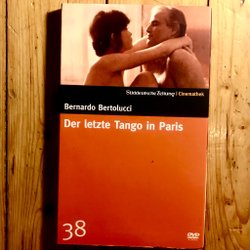 Süddeutsche Zeitung / Cinemathek
Bernardo Bertolucci
Der letzte Tango in Paris
38
DVD